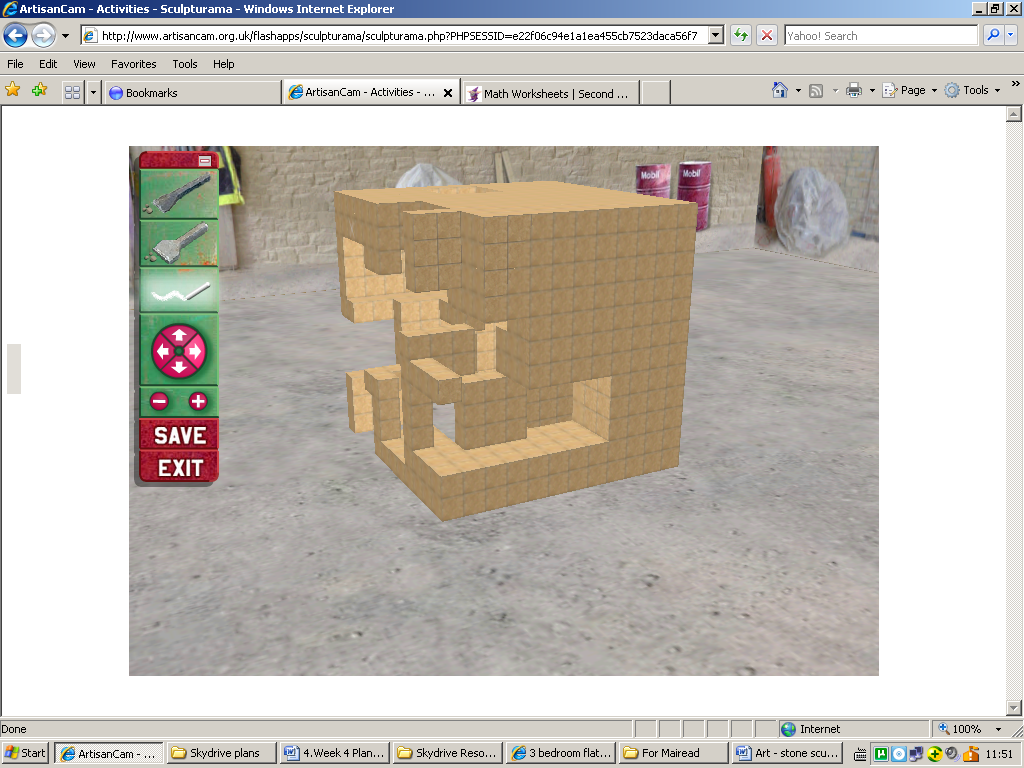 ArtisanCam - Activities - Sculpturama - Windows Internet Explorer
http://www.artisancam.org.uk/flashapps/sculpturama/sculpturama.php?PHPSESSID=e22f06c94e1a1ea455cb7523daca56f7
Yahoo! Search
File Edit View Favorites Tools Help
Bookmarks
ArtisanCam - Activities - ...
Math Worksheets | Second ...
Page
Tools
Mobil
Mobil
SAVE
EXIT
Done
Internet
100%
Start
ArtisanCam - ...
Skydrive plans
4.Week 4 Plan...
Skydrive Reso...
3 bedroom flat...
For Mairead
Art - stone scu...
11:51